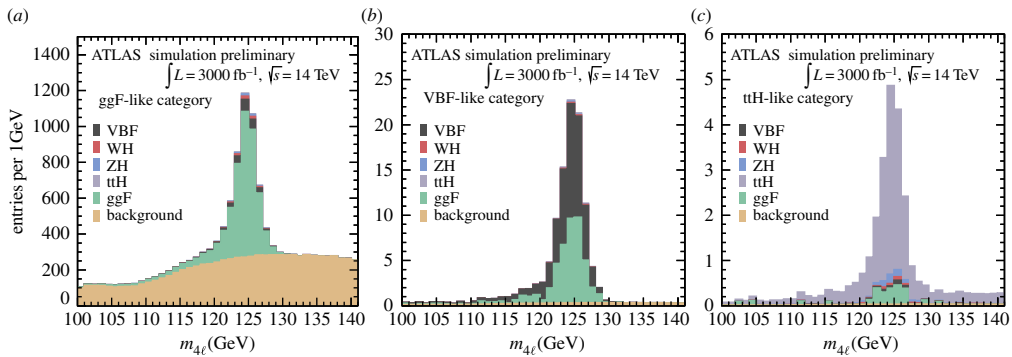 (a)
1400
1200
1000
800
600
400
200
0
entries per 1 GeV
ATLAS simulation preliminary
∫L = 3000 fb⁻¹, √s = 14 TeV
ggF-like category
VBF
WH
ZH
ttH
ggF
background
100 105 110 115 120 125 130 135 140
m4ℓ (GeV)
(b)
30
25
20
15
10
5
0
ATLAS simulation preliminary
∫L = 3000 fb⁻¹, √s = 14 TeV
VBF-like category
VBF
WH
ZH
ttH
ggF
background
100 105 110 115 120 125 130 135 140
m4ℓ (GeV)
(c)
6
5
4
3
2
1
0
ATLAS simulation preliminary
∫L = 3000 fb⁻¹, √s = 14 TeV
ttH-like category
VBF
WH
ZH
ttH
ggF
background
100 105 110 115 120 125 130 135 140
m4ℓ (GeV)